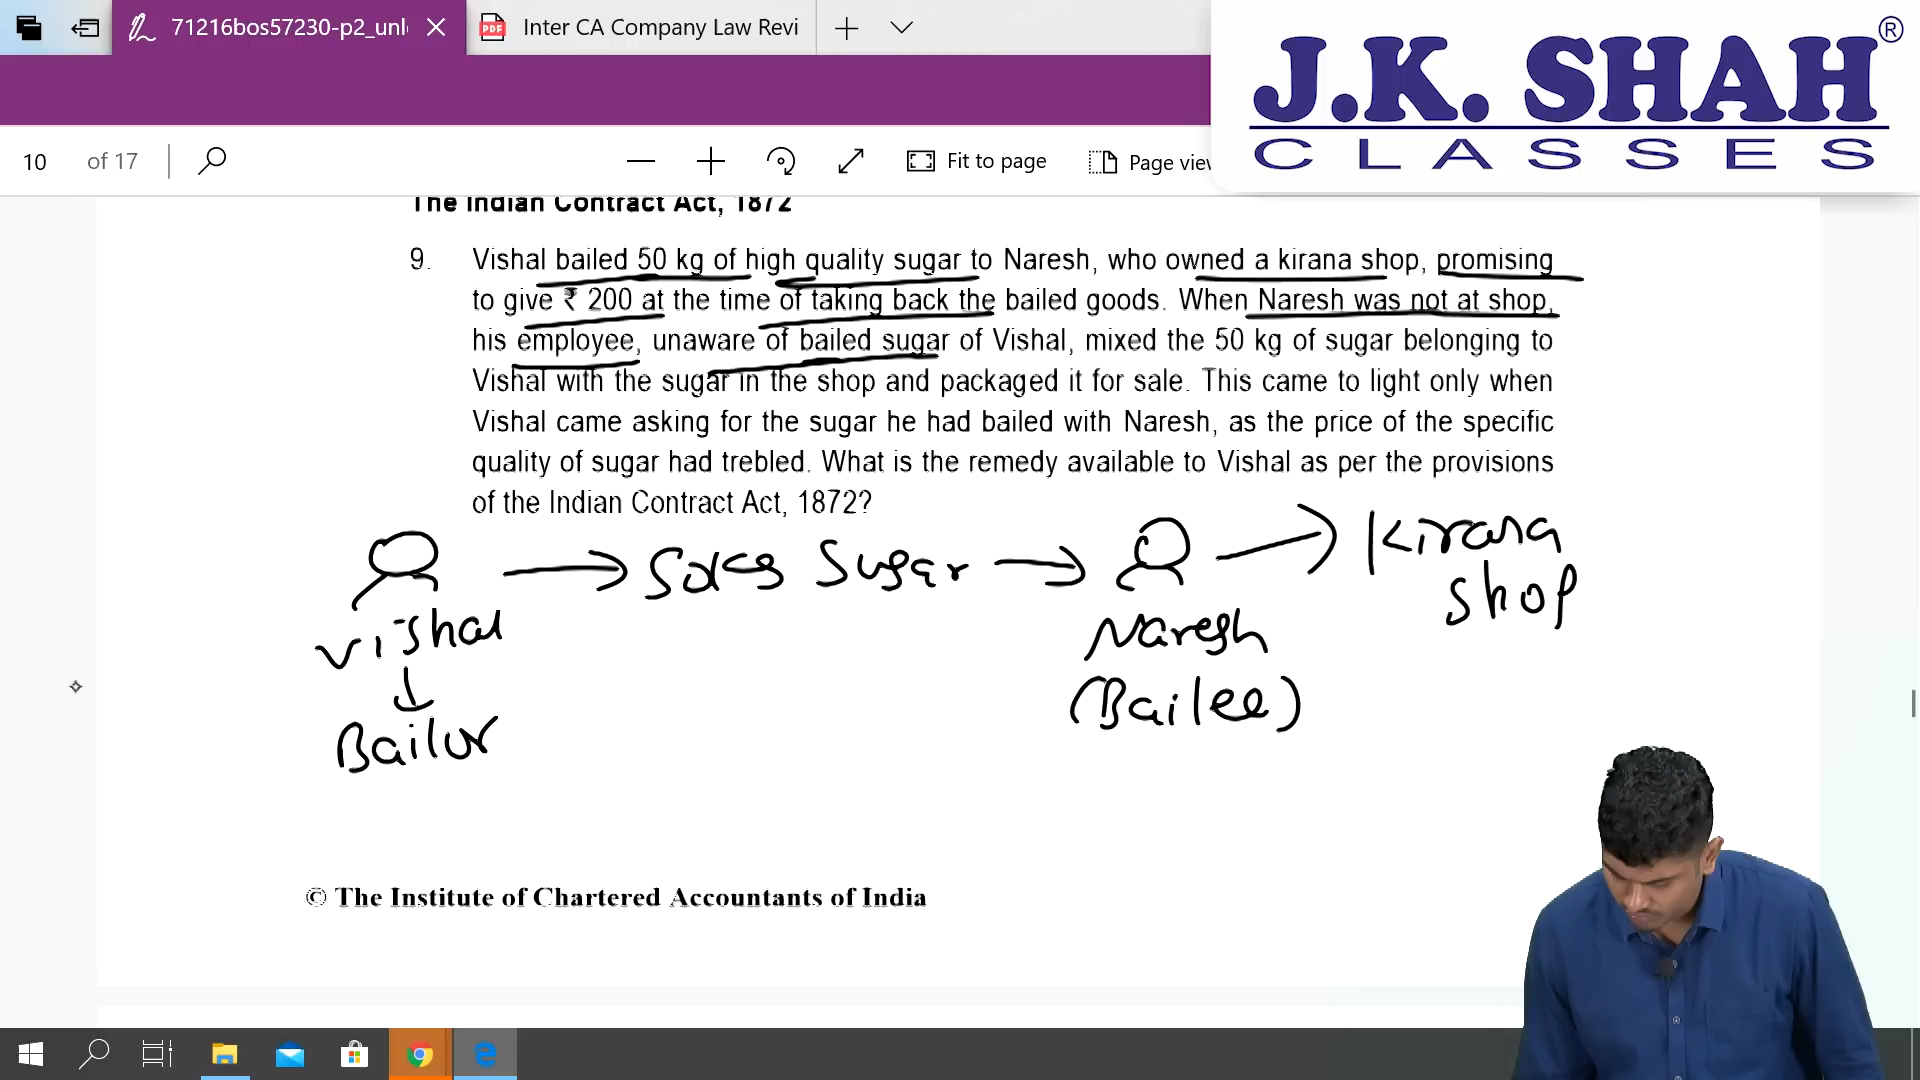 71216bos57230-p2_unl
Inter CA Company Law Revi
J.K. SHAH ®
CLASSES
10 of 17
Fit to page
Page view
The Indian Contract Act, 1872
9. Vishal bailed 50 kg of high quality sugar to Naresh, who owned a kirana shop, promising
to give ₹ 200 at the time of taking back the bailed goods. When Naresh was not at shop,
his employee, unaware of bailed sugar of Vishal, mixed the 50 kg of sugar belonging to
Vishal with the sugar in the shop and packaged it for sale. This came to light only when
Vishal came asking for the sugar he had bailed with Naresh, as the price of the specific
quality of sugar had trebled. What is the remedy available to Vishal as per the provisions
of the Indian Contract Act, 1872?
50kg Sugar
Kirana
shop
Vishal
Naresh
(Bailee)
Bailor
© The Institute of Chartered Accountants of India